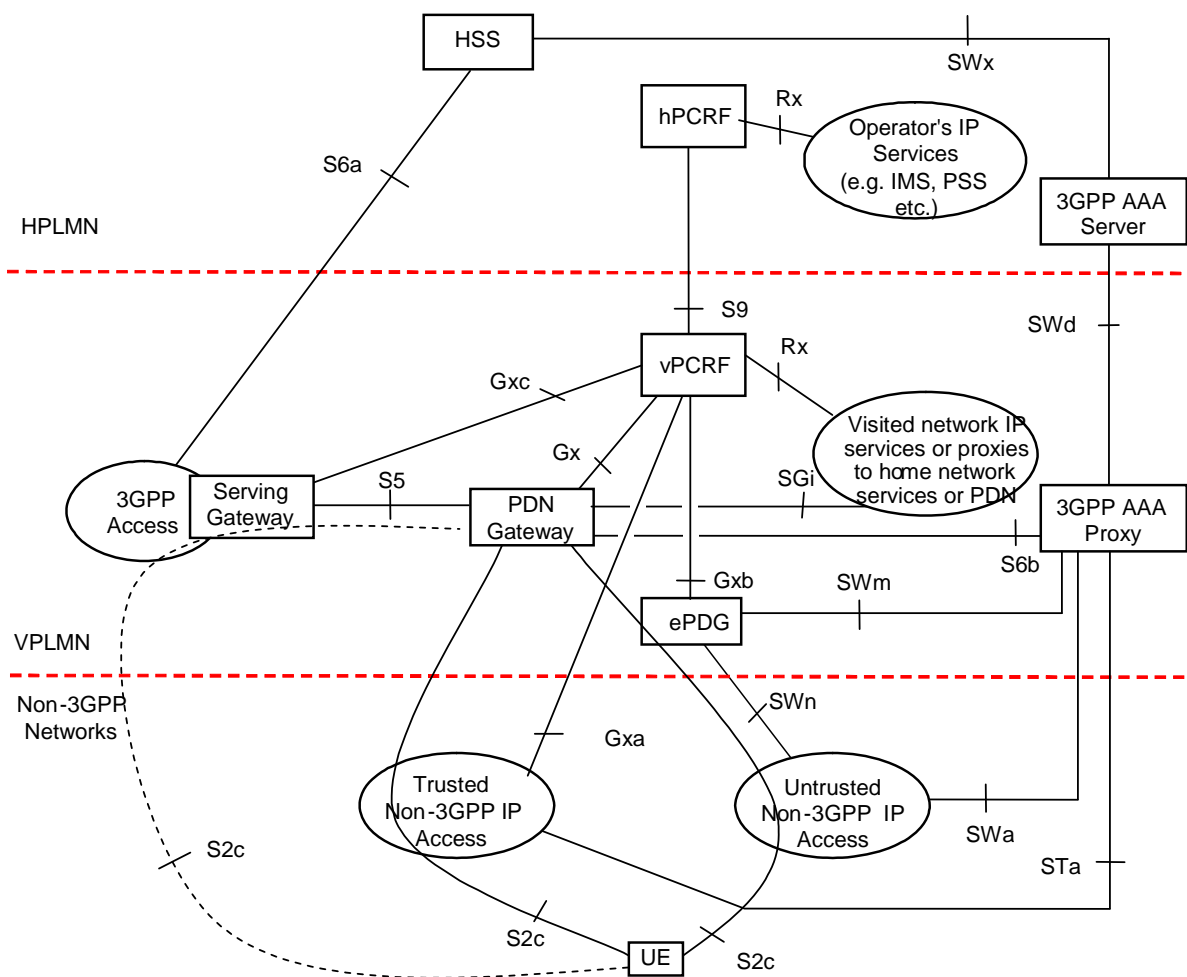 HSS
SWx
Rx
hPCRF
Operator's IP
Services
(e.g. IMS, PSS
etc.)
S6a
3GPP AAA
Server
HPLMN
S9
SWd
Rx
vPCRF
Gxc
Visited network IP
services or proxies
to home network
services or PDN
Gx
SGi
S5
3GPP
Access
Serving
Gateway
PDN
Gateway
3GPP AAA
Proxy
S6b
Gxb
SWm
ePDG
VPLMN
Non-3GPP
Networks
SWn
Gxa
Trusted
Non-3GPP IP
Access
Untrusted
Non-3GPP IP
Access
SWa
S2c
STa
S2c
UE
S2c